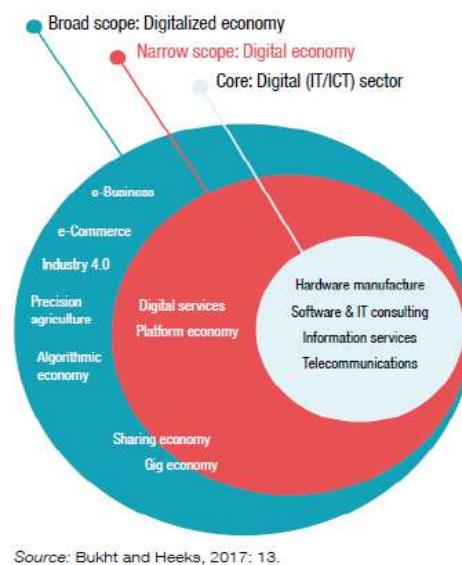 Broad scope: Digitalized economy
Narrow scope: Digital economy
Core: Digital (IT/ICT) sector
e-Business
e-Commerce
Industry 4.0
Precision
agriculture
Algorithmic
economy
Digital services
Platform economy
Sharing economy
Gig economy
Hardware manufacture
Software & IT consulting
Information services
Telecommunications
Source: Bukht and Heeks, 2017: 13.